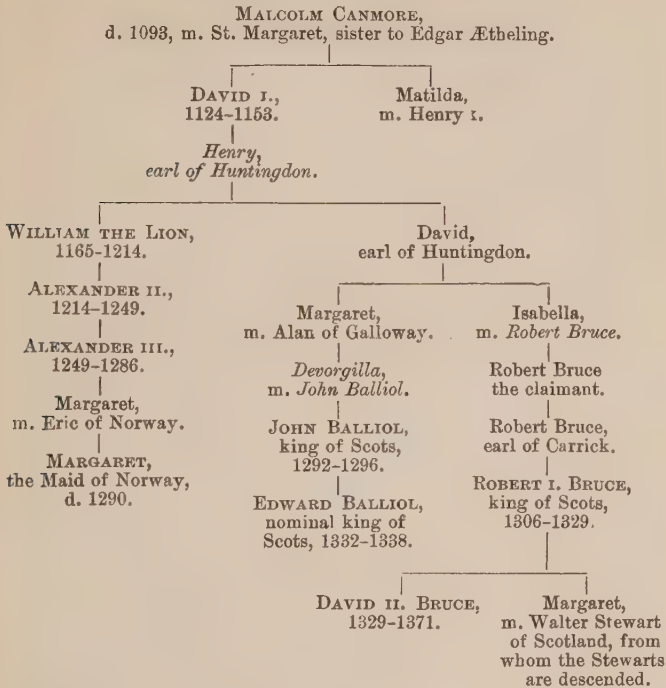 MALCOLM CANMORE,
d. 1093, m. St. Margaret, sister to Edgar Ætheling.
DAVID I.,
1124–1153.
Matilda,
m. Henry I.
Henry,
earl of Huntingdon.
WILLIAM THE LION,
1165–1214.
ALEXANDER II.,
1214–1249.
ALEXANDER III.,
1249–1286.
Margaret,
m. Eric of Norway.
MARGARET,
the Maid of Norway,
d. 1290.
David,
earl of Huntingdon.
Margaret,
m. Alan of Galloway.
Devorgilla,
m. John Balliol.
JOHN BALLIOL,
king of Scots,
1292–1296.
EDWARD BALLIOL,
nominal king of
Scots, 1332–1338.
Isabella,
m. Robert Bruce.
Robert Bruce
the claimant.
Robert Bruce,
earl of Carrick.
ROBERT I. BRUCE,
king of Scots,
1306–1329.
DAVID II. BRUCE,
1329–1371.
Margaret,
m. Walter Stewart
of Scotland, from
whom the Stewarts
are descended.